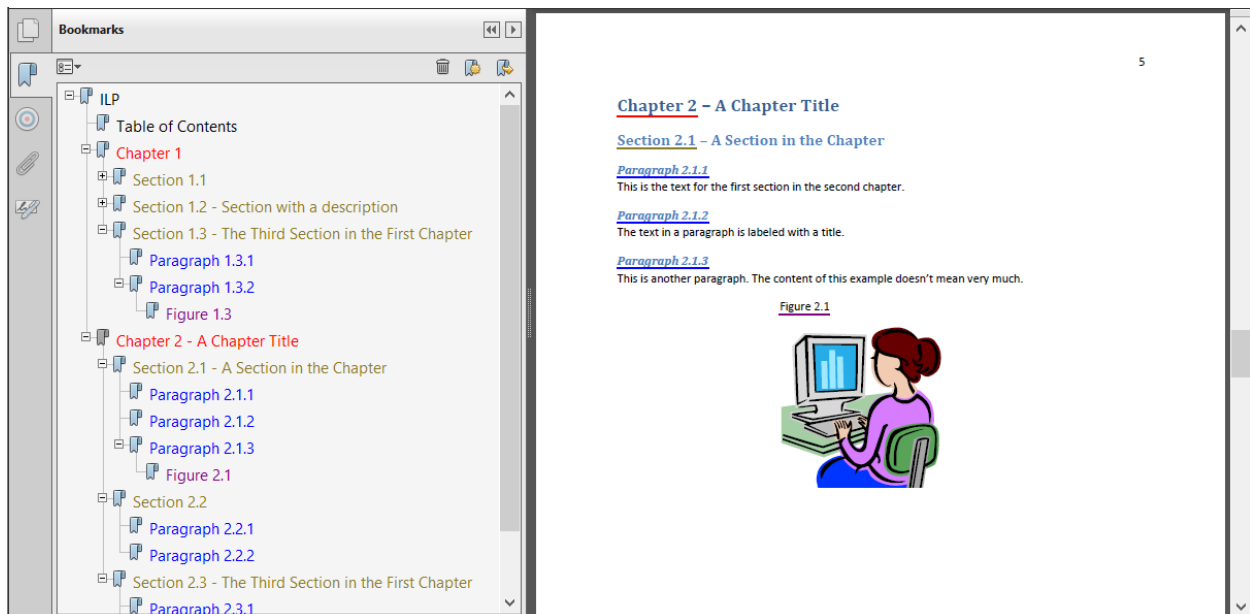 Bookmarks
ILP
Table of Contents
Chapter 1
Section 1.1
Section 1.2 - Section with a description
Section 1.3 - The Third Section in the First Chapter
Paragraph 1.3.1
Paragraph 1.3.2
Figure 1.3
Chapter 2 - A Chapter Title
Section 2.1 - A Section in the Chapter
Paragraph 2.1.1
Paragraph 2.1.2
Paragraph 2.1.3
Figure 2.1
Section 2.2
Paragraph 2.2.1
Paragraph 2.2.2
Section 2.3 - The Third Section in the First Chapter
Paragraph 2.3.1
5
Chapter 2 – A Chapter Title
Section 2.1 – A Section in the Chapter
Paragraph 2.1.1
This is the text for the first section in the second chapter.
Paragraph 2.1.2
The text in a paragraph is labeled with a title.
Paragraph 2.1.3
This is another paragraph. The content of this example doesn’t mean very much.
Figure 2.1